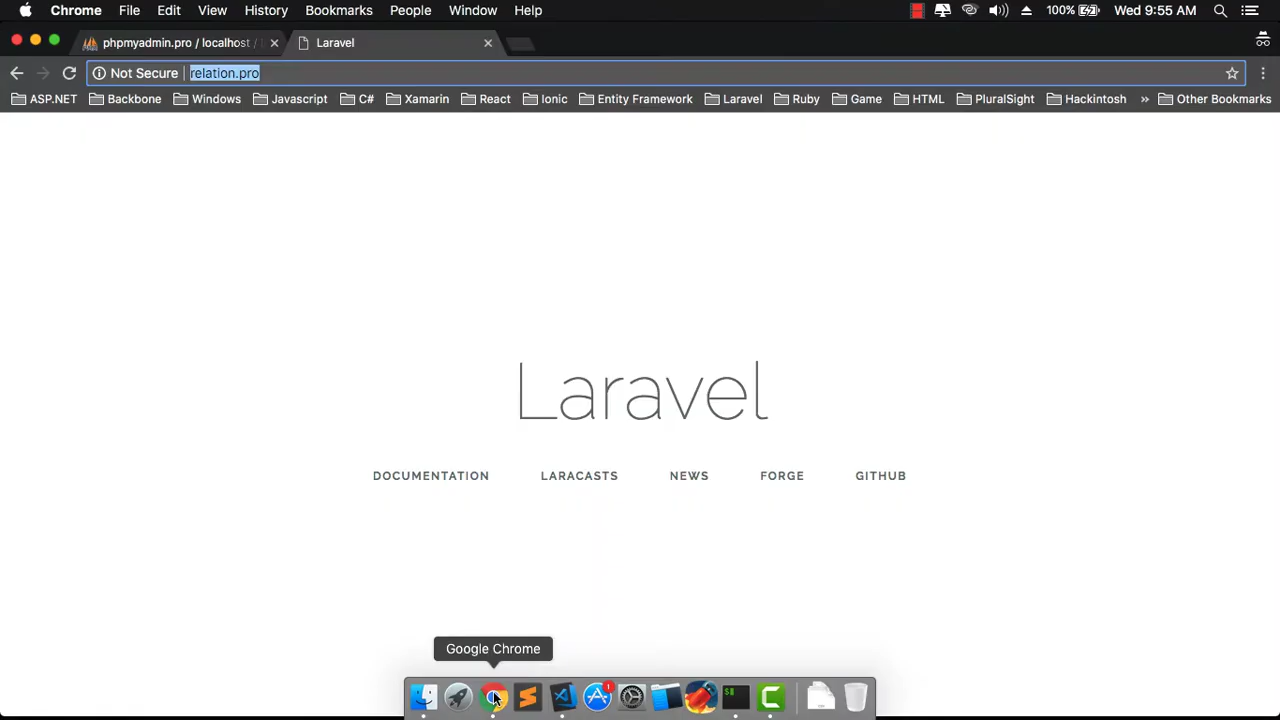 Chrome File Edit View History Bookmarks People Window Help 100% Wed 9:55 AM
phpmyadmin.pro / localhost / Laravel
Not Secure relation.pro
ASP.NET Backbone Windows Javascript C# Xamarin React Ionic Entity Framework Laravel Ruby Game HTML PluralSight Hackintosh » Other Bookmarks
Laravel
DOCUMENTATION LARACASTS NEWS FORGE GITHUB
Google Chrome
1